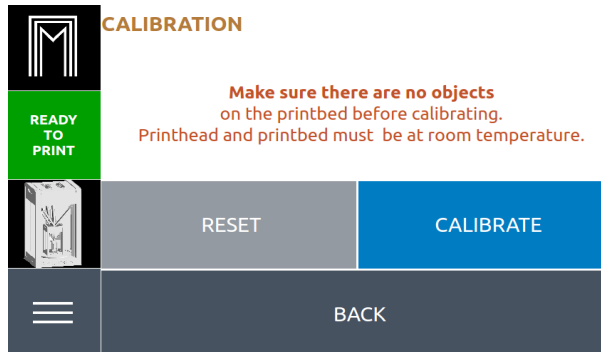 CALIBRATION
Make sure there are no objects
on the printbed before calibrating.
Printhead and printbed must be at room temperature.
READY
TO
PRINT
RESET
CALIBRATE
BACK